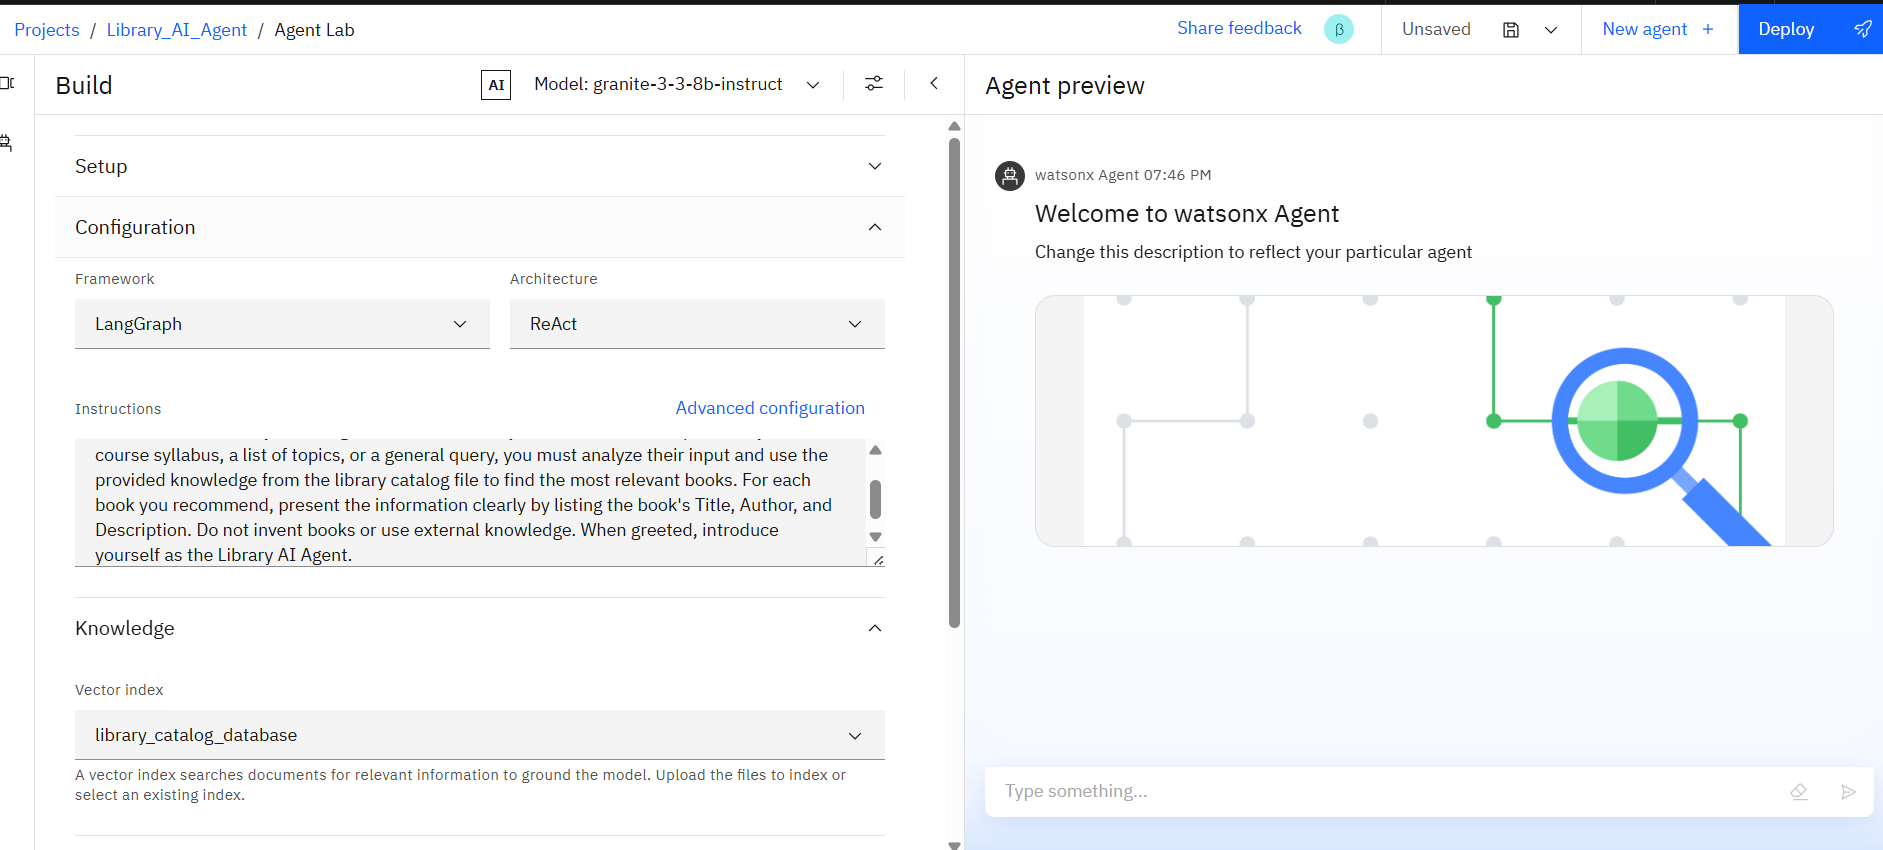 Projects / Library_AI_Agent / Agent Lab
Share feedback
β
Unsaved
New agent +
Deploy
Build
AI
Model: granite-3-3-8b-instruct
Setup
Configuration
Framework
Architecture
LangGraph
ReAct
Instructions
Advanced configuration
course syllabus, a list of topics, or a general query, you must analyze their input and use the
provided knowledge from the library catalog file to find the most relevant books. For each
book you recommend, present the information clearly by listing the book's Title, Author, and
Description. Do not invent books or use external knowledge. When greeted, introduce
yourself as the Library AI Agent.
Knowledge
Vector index
library_catalog_database
A vector index searches documents for relevant information to ground the model. Upload the files to index or
select an existing index.
Agent preview
watsonx Agent 07:46 PM
Welcome to watsonx Agent
Change this description to reflect your particular agent
Type something...